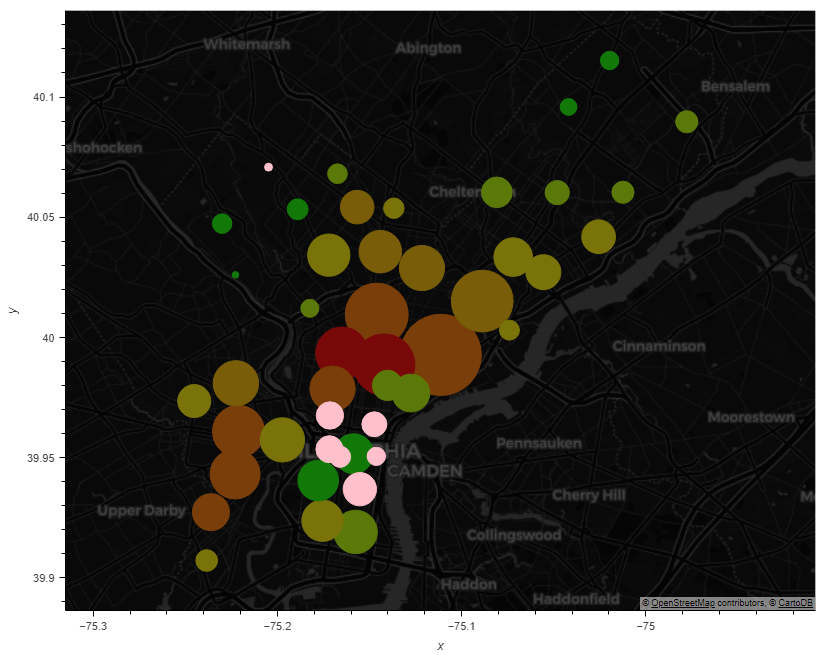 Whitemarsh
Abington
40.1
Bensalem
shohocken
Chelten
40.05
y
40
Cinnaminson
Moorestown
39.95
PHIA
Pennsauken
CAMDEN
Cherry Hill
Upper Darby
Collingswood
39.9
Haddon
Haddonfield
© OpenStreetMap contributors, © CartoDB
−75.3
−75.2
−75.1
−75
x